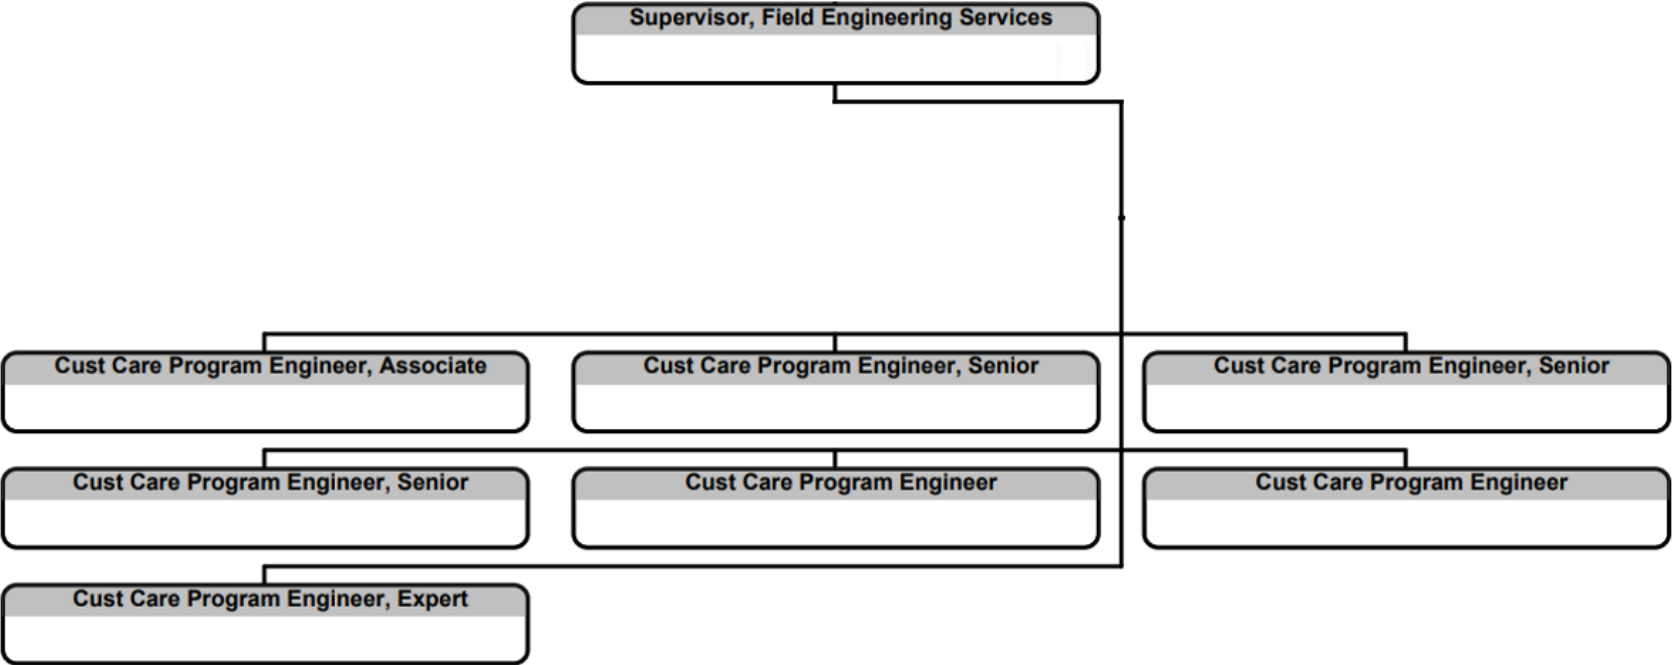 Supervisor, Field Engineering Services
Cust Care Program Engineer, Associate
Cust Care Program Engineer, Senior
Cust Care Program Engineer, Senior
Cust Care Program Engineer, Senior
Cust Care Program Engineer
Cust Care Program Engineer
Cust Care Program Engineer, Expert